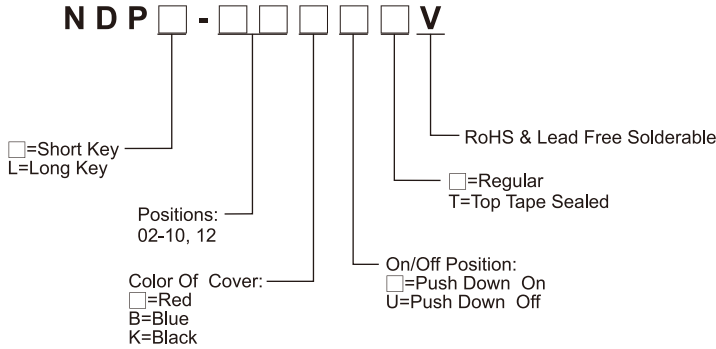 NDP□-□□□□□V
RoHS & Lead Free Solderable
□=Short Key
L=Long Key
□=Regular
T=Top Tape Sealed
Positions:
02-10, 12
On/Off Position:
□=Push Down On
U=Push Down Off
Color Of Cover:
□=Red
B=Blue
K=Black